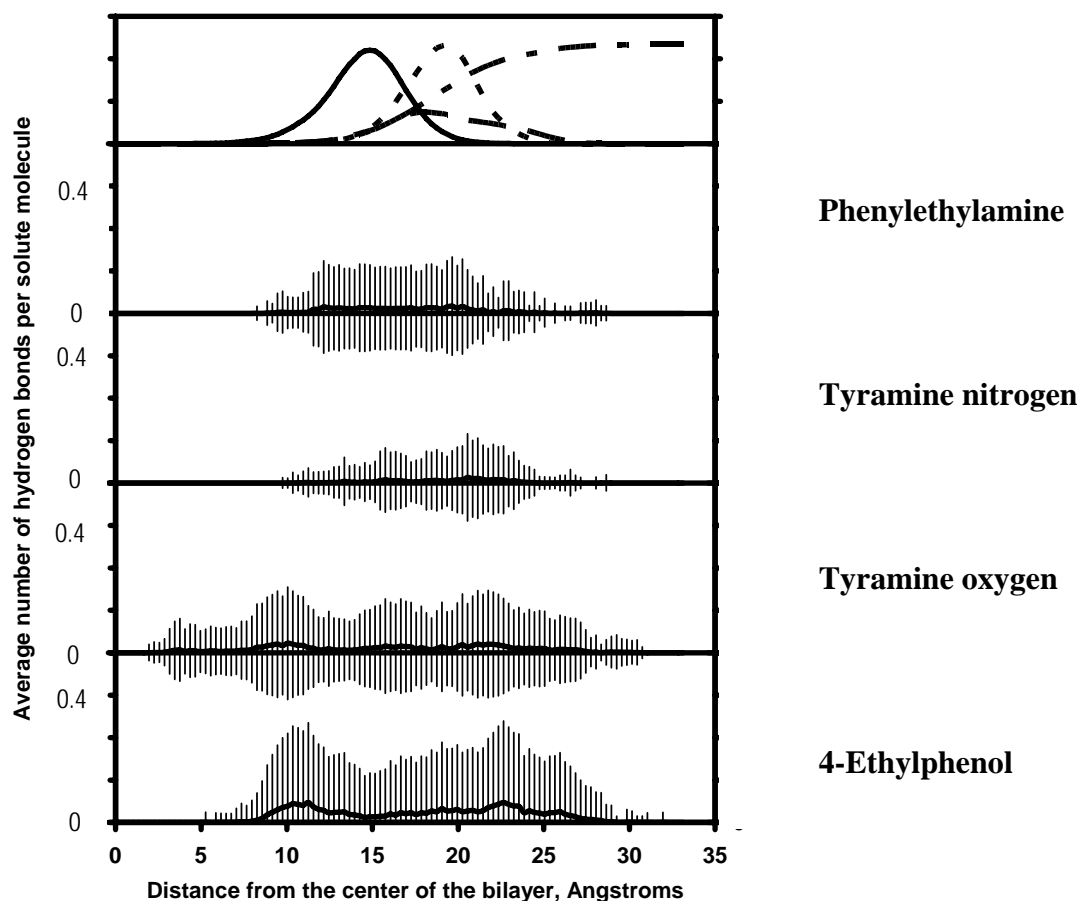 Average number of hydrogen bonds per solute molecule
0.4
Phenylethylamine
0
0.4
Tyramine nitrogen
0
0.4
Tyramine oxygen
0
0.4
4-Ethylphenol
0
0 5 10 15 20 25 30 35
Distance from the center of the bilayer, Angstroms